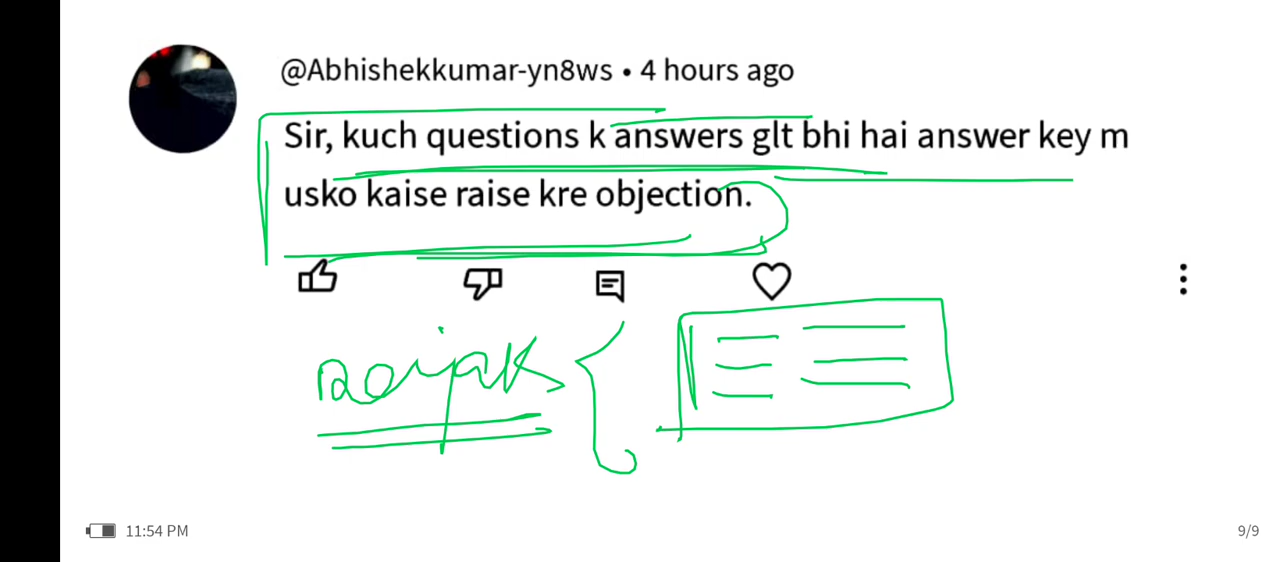 @Abhishekkumar-yn8ws • 4 hours ago
Sir, kuch questions k answers glt bhi hai answer key m
usko kaise raise kre objection.
11:54 PM
9/9